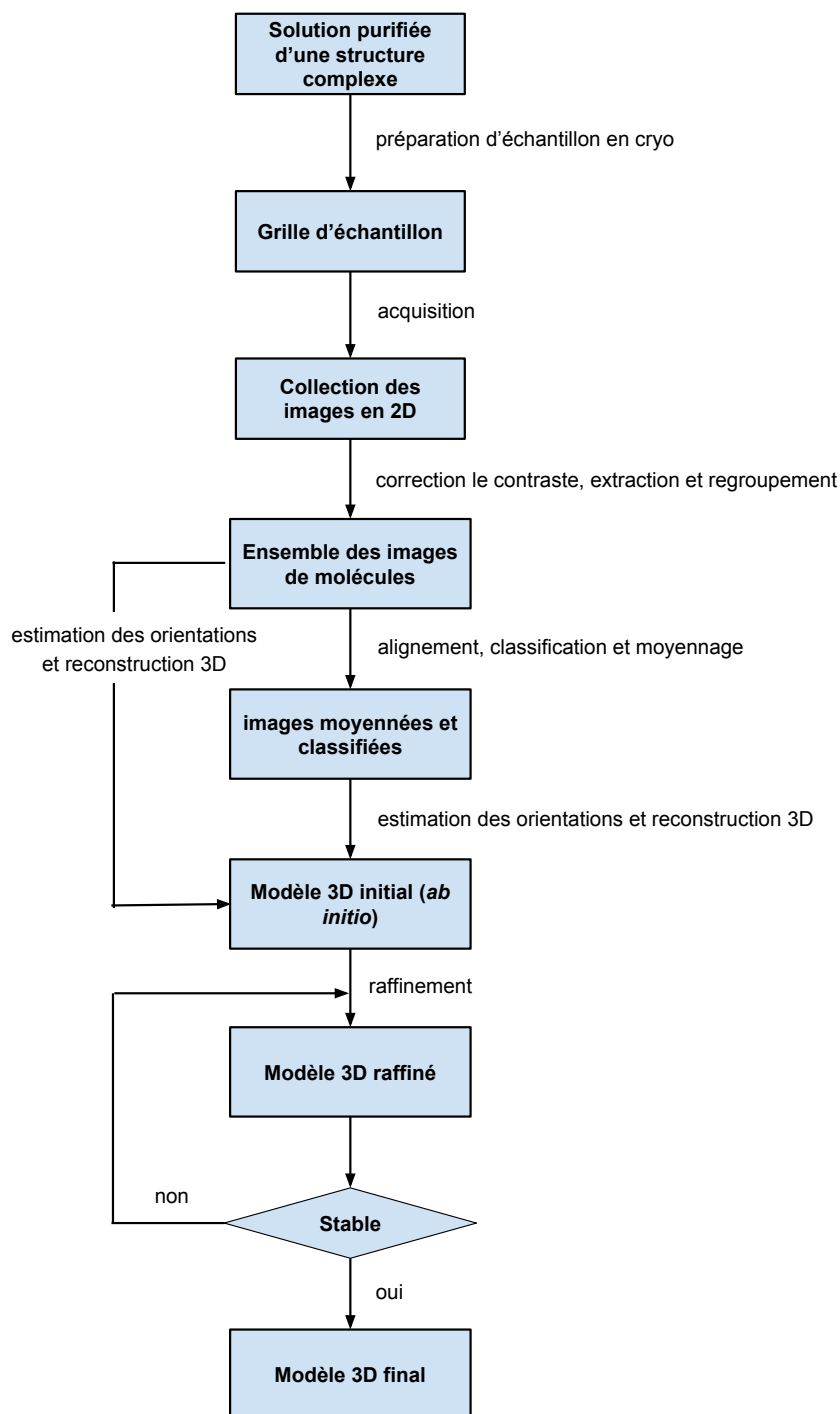 Solution purifiée
d’une structure
complexe
préparation d’échantillon en cryo
Grille d’échantillon
acquisition
Collection des
images en 2D
correction le contraste, extraction et regroupement
Ensemble des images
de molécules
estimation des orientations
et reconstruction 3D
alignement, classification et moyennage
images moyennées et
classifiées
estimation des orientations et reconstruction 3D
Modèle 3D initial (ab
initio)
raffinement
Modèle 3D raffiné
non
Stable
oui
Modèle 3D final